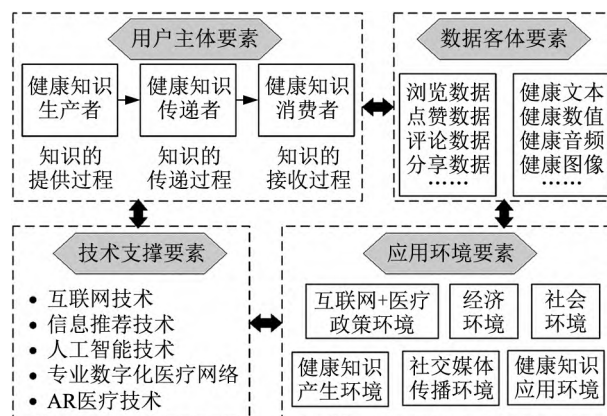 用户主体要素
健康知识
生产者
健康知识
传递者
健康知识
消费者
知识的
提供过程
知识的
传递过程
知识的
接收过程
数据客体要素
浏览数据
点赞数据
评论数据
分享数据
……
健康文本
健康数值
健康音频
健康图像
……
技术支撑要素
• 互联网技术
• 信息推荐技术
• 人工智能技术
• 专业数字化医疗网络
• AR医疗技术
应用环境要素
互联网+医疗
政策环境
经济
环境
社会
环境
健康知识
产生环境
社交媒体
传播环境
健康知识
应用环境